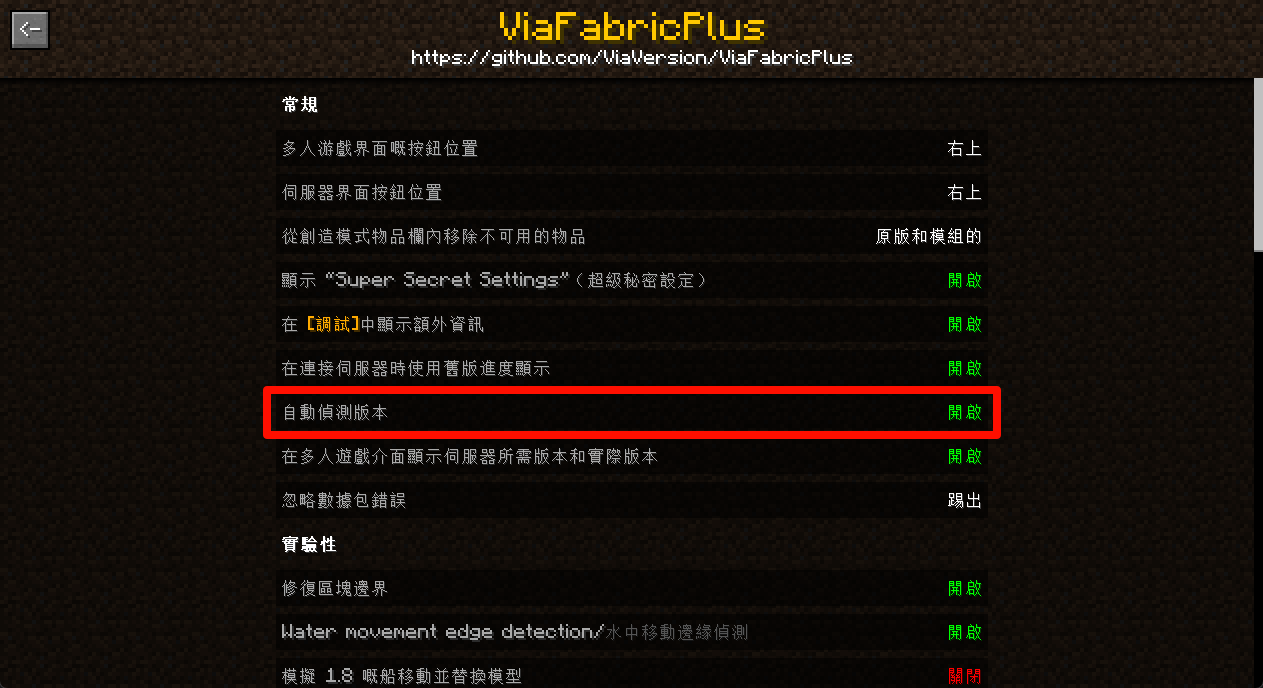 ViaFabricPlus
https://github.com/ViaVersion/ViaFabricPlus
常規
多人游戲界面嘅按鈕位置 右上
伺服器界面按鈕位置 右上
從創造模式物品欄內移除不可用的物品 原版和模組的
顯示 “Super Secret Settings”（超級秘密設定） 開啟
在 [調試]中顯示額外資訊 開啟
在連接伺服器時使用舊版進度顯示 開啟
自動偵測版本 開啟
在多人遊戲介面顯示伺服器所需版本和實際版本 開啟
忽略數據包錯誤 踢出
實驗性
修復區塊邊界 開啟
Water movement edge detection/水中移動邊緣偵測 開啟
模擬 1.8 嘅船移動並替換模型 關閉